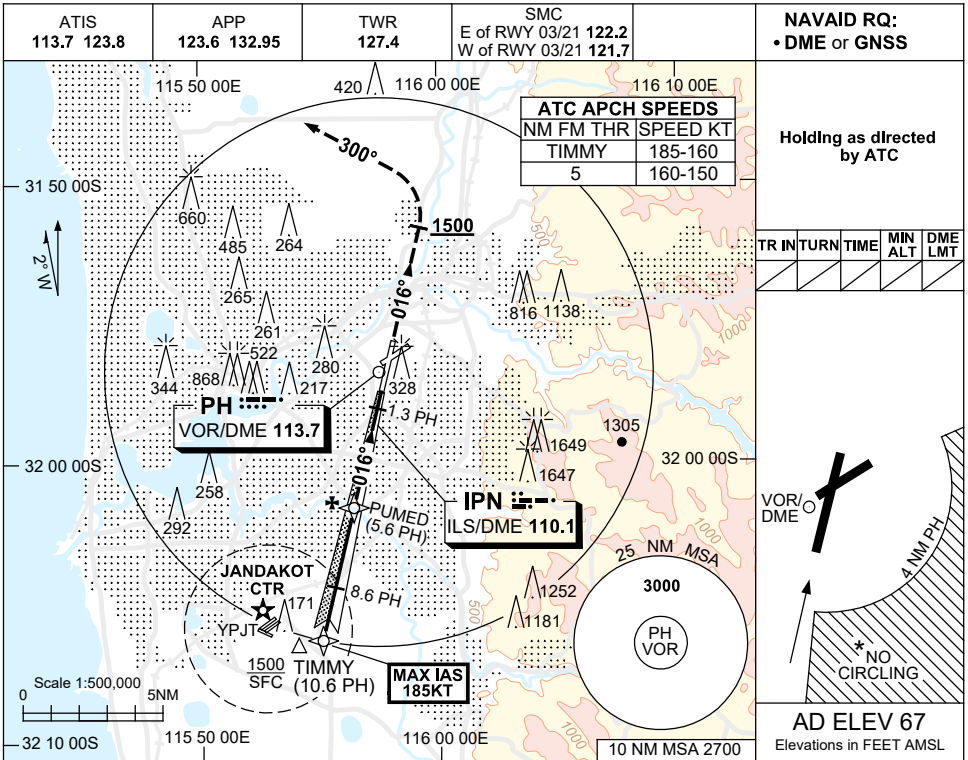 ATIS
113.7 123.8
APP
123.6 132.95
TWR
127.4
SMC
E of RWY 03/21 122.2
W of RWY 03/21 121.7
NAVAID RQ:
• DME or GNSS
115 50 00E
420
116 00 00E
116 10 00E
ATC APCH SPEEDS
NM FM THR SPEED KT
TIMMY 185-160
5 160-150
Holding as directed
by ATC
TR IN TURN TIME MIN ALT DME LMT
300°
31 50 00S
660
485
264
1500
500
2° W
265
016°
261
816
1138
1000
522
280
344
868
217
328
PH
VOR/DME 113.7
1.3 PH
1305
1649
32 00 00S
016°
1647
32 00 00S
258
IPN
ILS/DME 110.1
292
PUMED
(5.6 PH)
VOR/
DME
1000
25 NM MSA
3000
PH
VOR
4 NM PH
JANDAKOT
CTR
171
8.6 PH
1252
500
1181
YPJT
1500
SFC
TIMMY
(10.6 PH)
MAX IAS
185KT
* NO
CIRCLING
Scale 1:500,000
0 5NM
1000
32 10 00S
115 50 00E
116 00 00E
10 NM MSA 2700
AD ELEV 67
Elevations in FEET AMSL